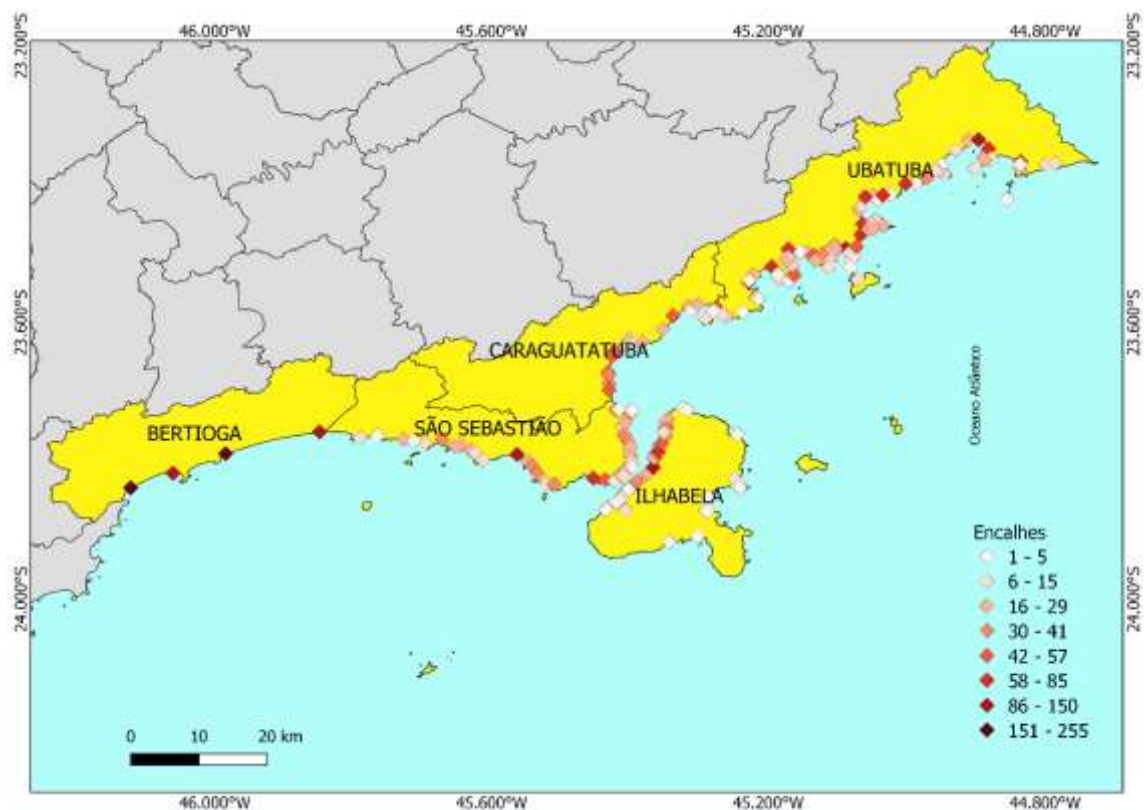 46.000°W 45.600°W 45.200°W 44.800°W
23.200°S
23.200°S
UBATUBA
23.600°S
23.600°S
CARAGUATATUBA
Oceano Atlântico
SÃO SEBASTIÃO
BERTIOGA
ILHABELA
Encalhes
1 - 5
6 - 15
16 - 29
30 - 41
42 - 57
58 - 85
86 - 150
151 - 255
24.000°S
24.000°S
0 10 20 km
46.000°W 45.600°W 45.200°W 44.800°W